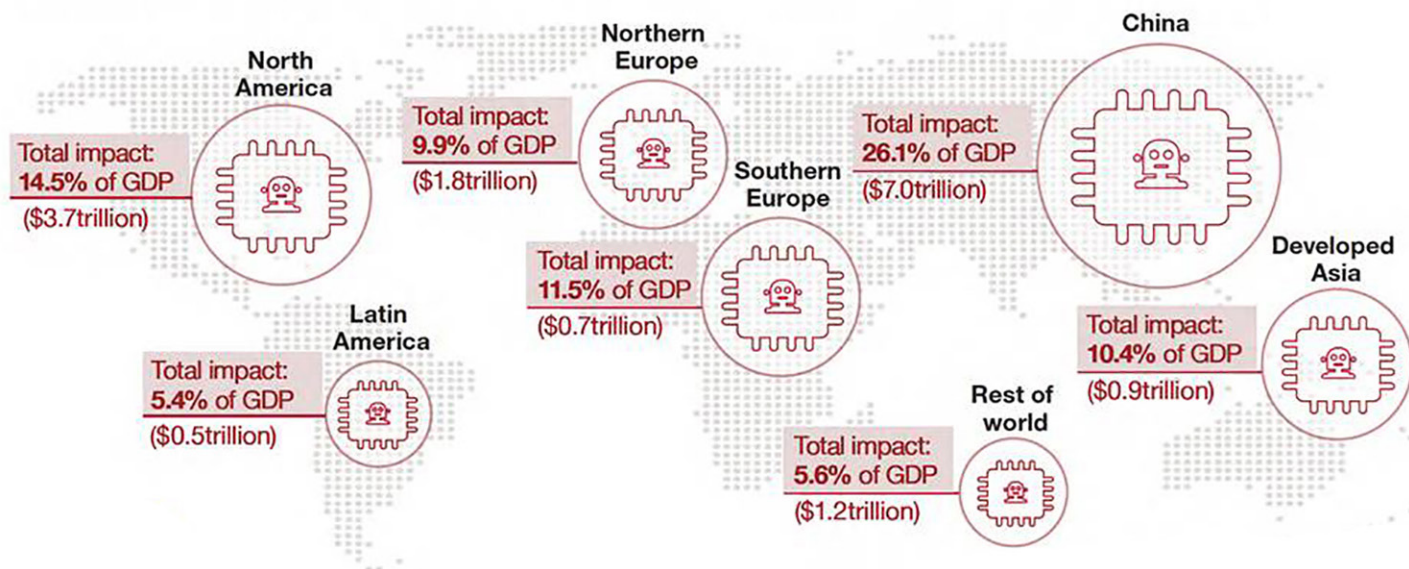 North
America
Total impact:
14.5% of GDP
($3.7trillion)
Northern
Europe
Total impact:
9.9% of GDP
($1.8trillion)
China
Total impact:
26.1% of GDP
($7.0trillion)
Southern
Europe
Total impact:
11.5% of GDP
($0.7trillion)
Developed
Asia
Total impact:
10.4% of GDP
($0.9trillion)
Latin
America
Total impact:
5.4% of GDP
($0.5trillion)
Rest of
world
Total impact:
5.6% of GDP
($1.2trillion)